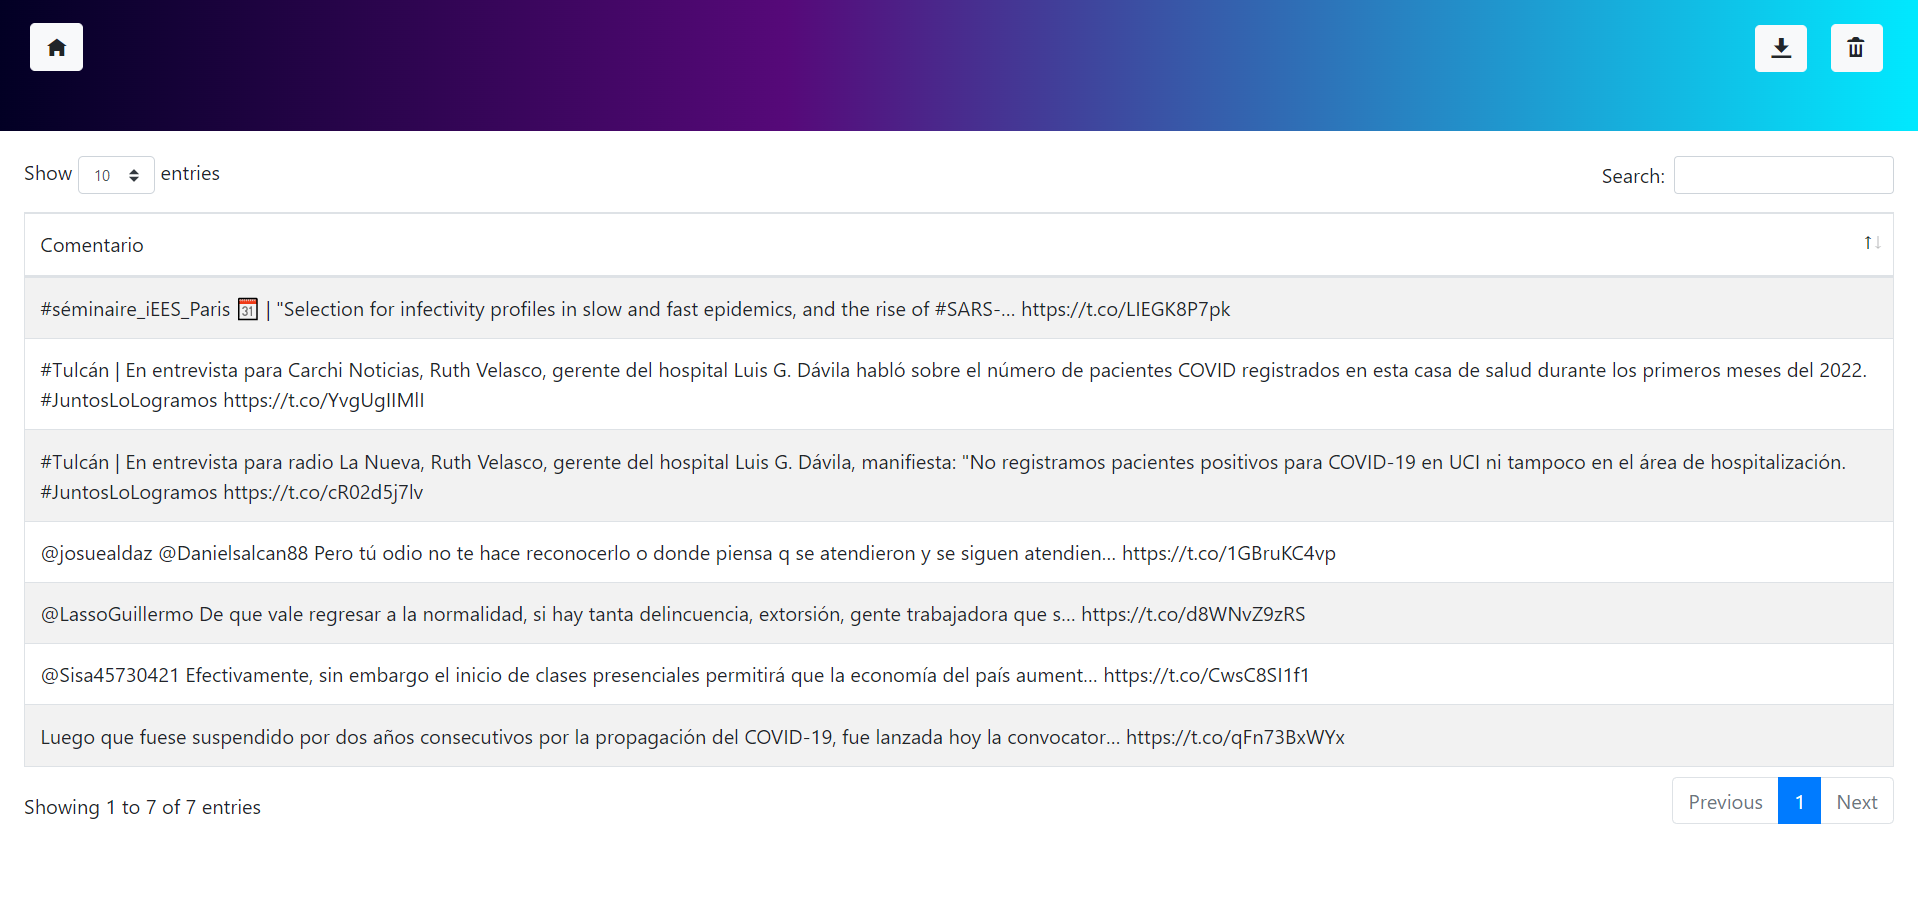 Show 10 entries
Search:
Comentario
#séminaire_iEES_Paris 📅 | "Selection for infectivity profiles in slow and fast epidemics, and the rise of #SARS-… https://t.co/LIEGK8P7pk
#Tulcán | En entrevista para Carchi Noticias, Ruth Velasco, gerente del hospital Luis G. Dávila habló sobre el número de pacientes COVID registrados en esta casa de salud durante los primeros meses del 2022.
#JuntosLoLogramos https://t.co/YvgUgIIMlI
#Tulcán | En entrevista para radio La Nueva, Ruth Velasco, gerente del hospital Luis G. Dávila, manifiesta: "No registramos pacientes positivos para COVID-19 en UCI ni tampoco en el área de hospitalización.
#JuntosLoLogramos https://t.co/cR02d5j7lv
@josuealdaz @Danielsalcan88 Pero tú odio no te hace reconocerlo o donde piensa q se atendieron y se siguen atendien… https://t.co/1GBruKC4vp
@LassoGuillermo De que vale regresar a la normalidad, si hay tanta delincuencia, extorsión, gente trabajadora que s… https://t.co/d8WNvZ9zRS
@Sisa45730421 Efectivamente, sin embargo el inicio de clases presenciales permitirá que la economía del país aument… https://t.co/CwsC8SI1f1
Luego que fuese suspendido por dos años consecutivos por la propagación del COVID-19, fue lanzada hoy la convocator… https://t.co/qFn73BxWYx
Showing 1 to 7 of 7 entries
Previous 1 Next